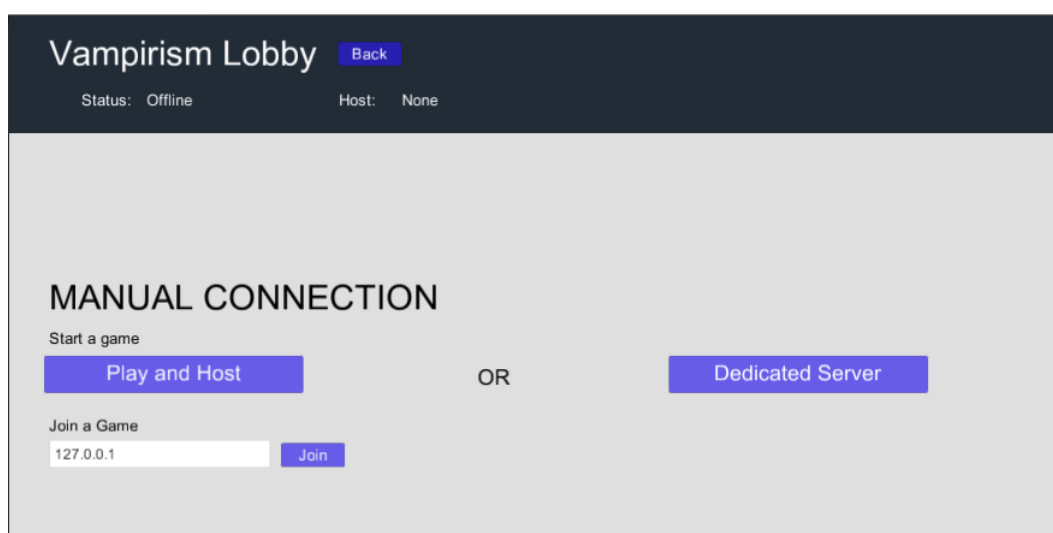 Vampirism Lobby Back
Status: Offline Host: None
MANUAL CONNECTION
Start a game
Play and Host OR Dedicated Server
Join a Game
127.0.0.1 Join